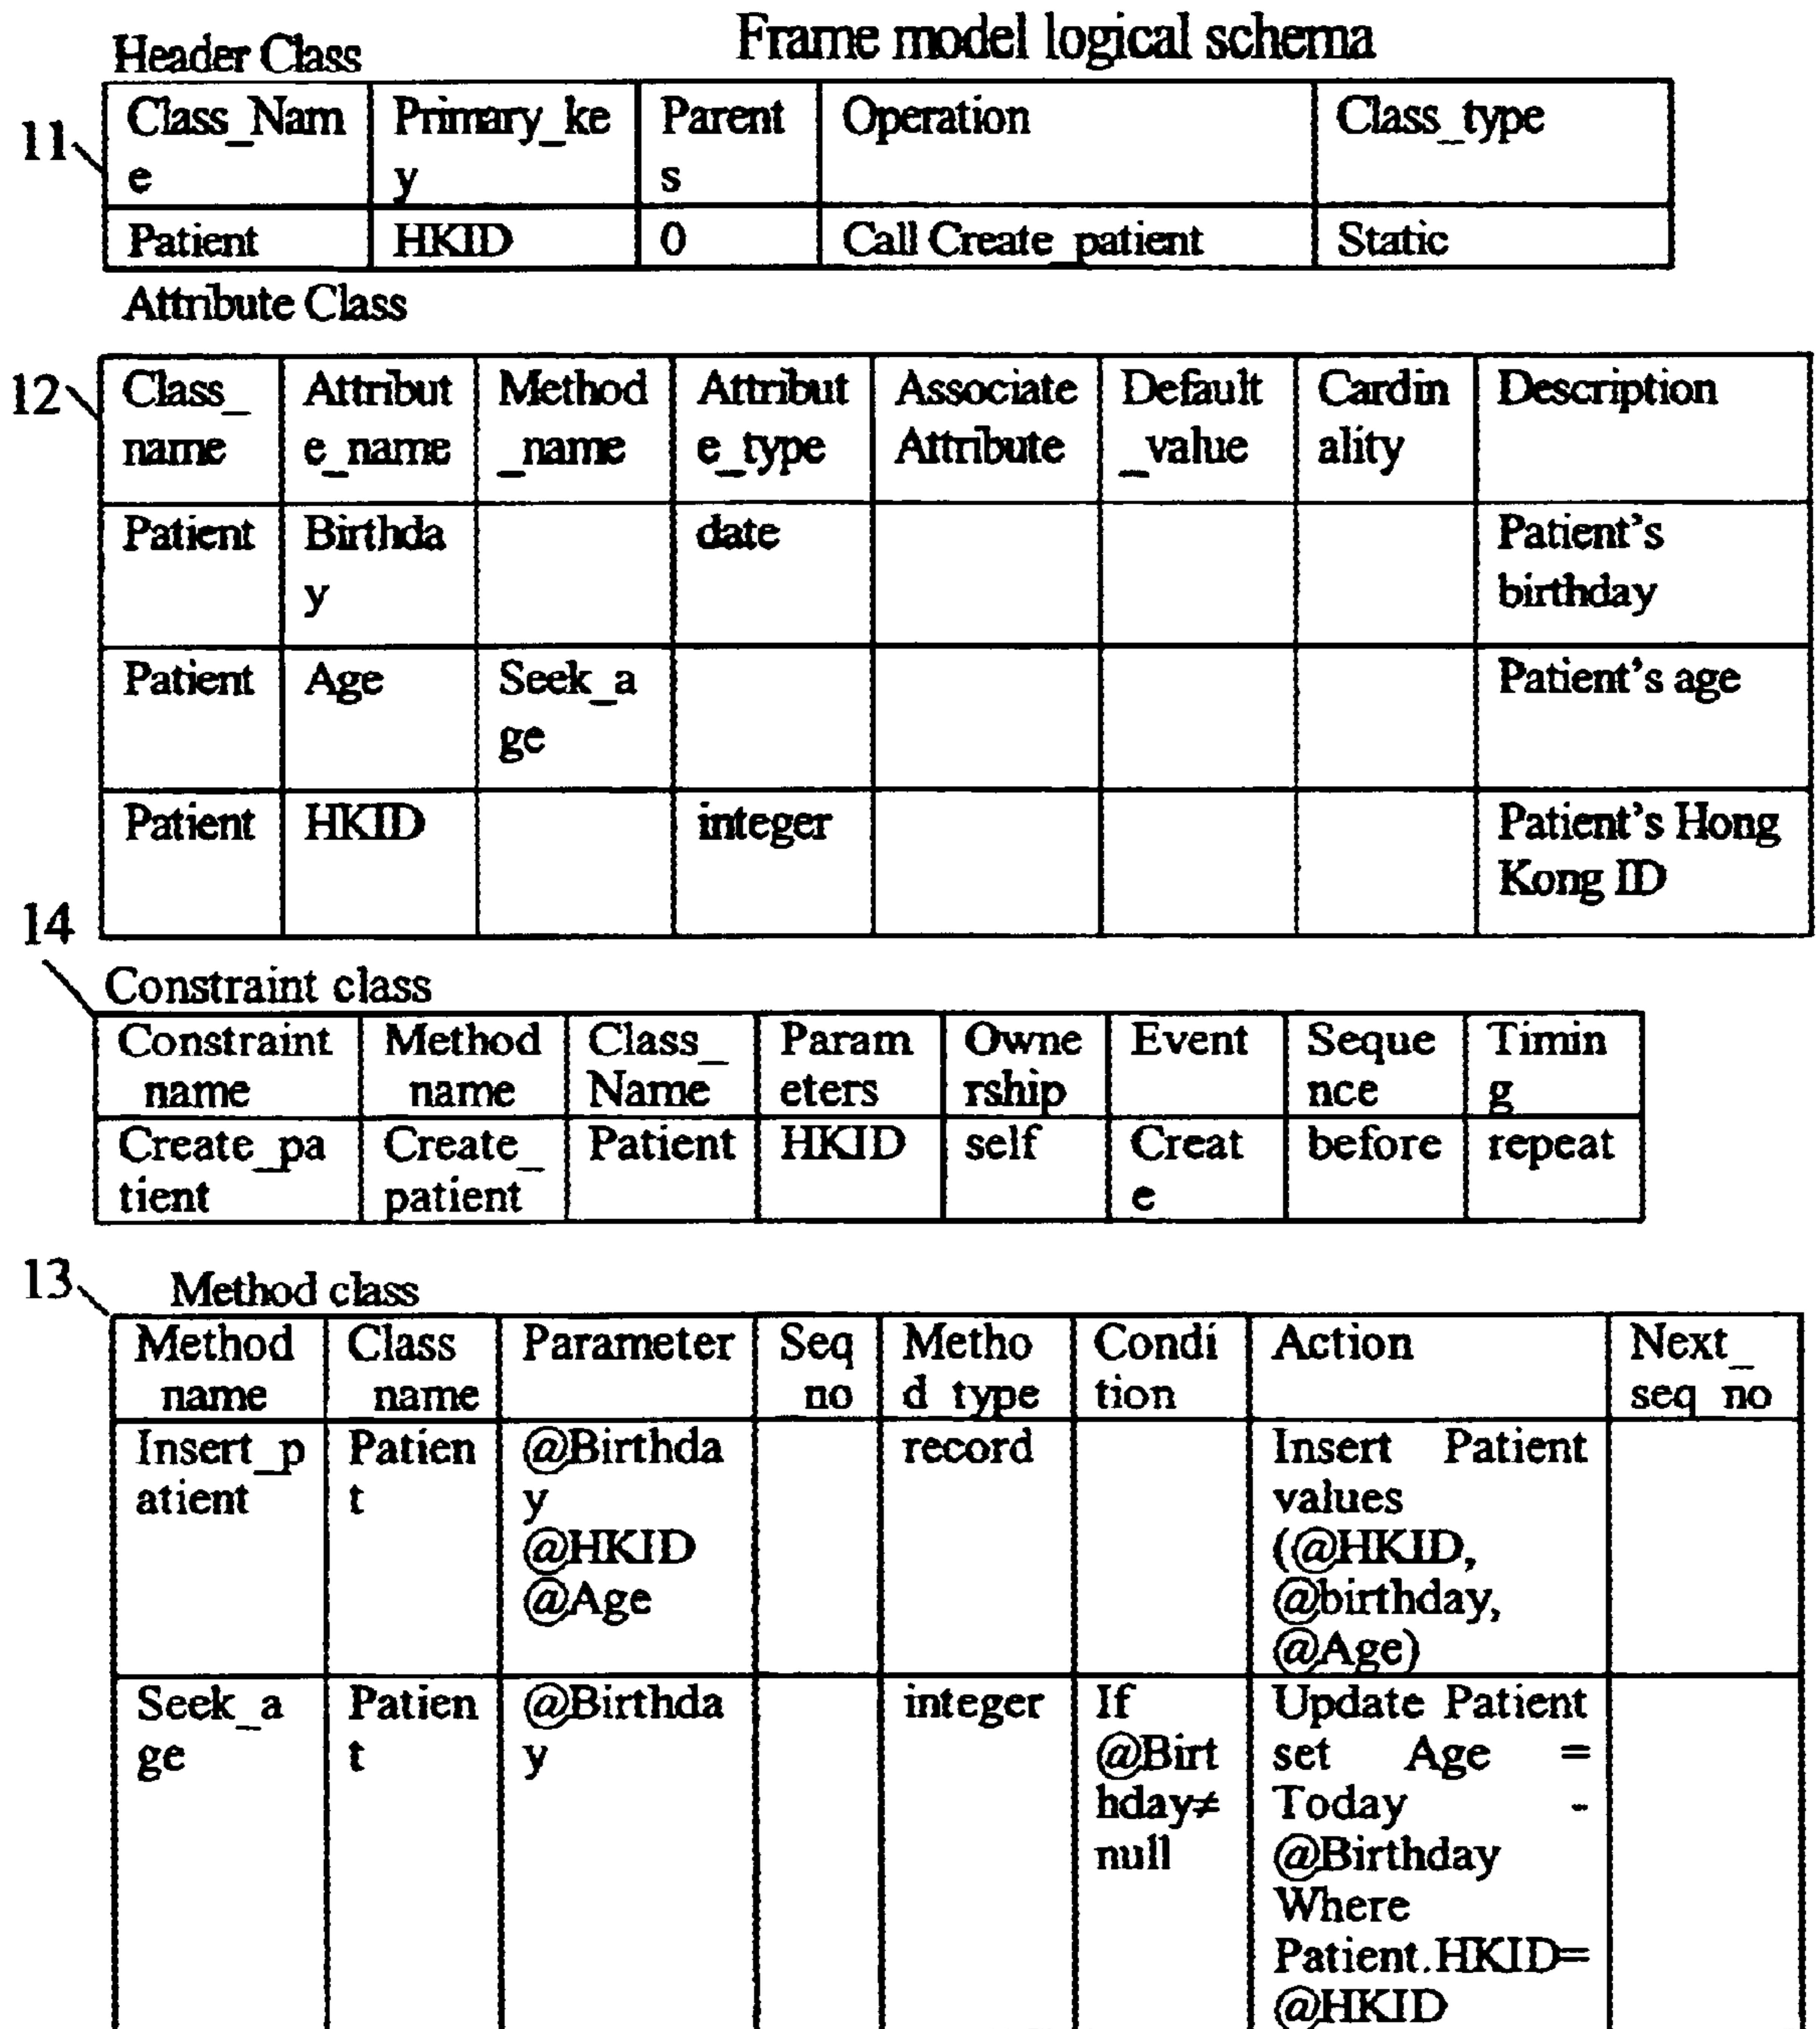 Frame model logical schema
Header Class
11
Class_Nam Primary_ke Parent Operation Class_type
e y s
Patient HKID 0 Call Create_patient Static
Attribute Class
12
Class_ Attribut Method Attribut Associate Default Cardin Description
name e_name _name e_type Attribute _value ality
Patient Birthda date Patient's
y birthday
Patient Age Seek_a Patient's age
ge
Patient HKID integer Patient's Hong
Kong ID
14
Constraint class
Constraint Method Class_ Param Owne Event Seque Timin
_name _name Name eters rship nce g
Create_pa Create_ Patient HKID self Creat before repeat
tient patient e
13
Method class
Method Class Parameter Seq Metho Condi Action Next_
_name _name _no d_type tion seq_no
Insert_p Patien @Birthda record Insert Patient
atient t y values
@HKID (@HKID,
@Age @birthday,
@Age)
Seek_a Patien @Birthda integer If Update Patient
ge t y @Birt set Age =
hday≠ Today -
null @Birthday
Where
Patient.HKID=
@HKID